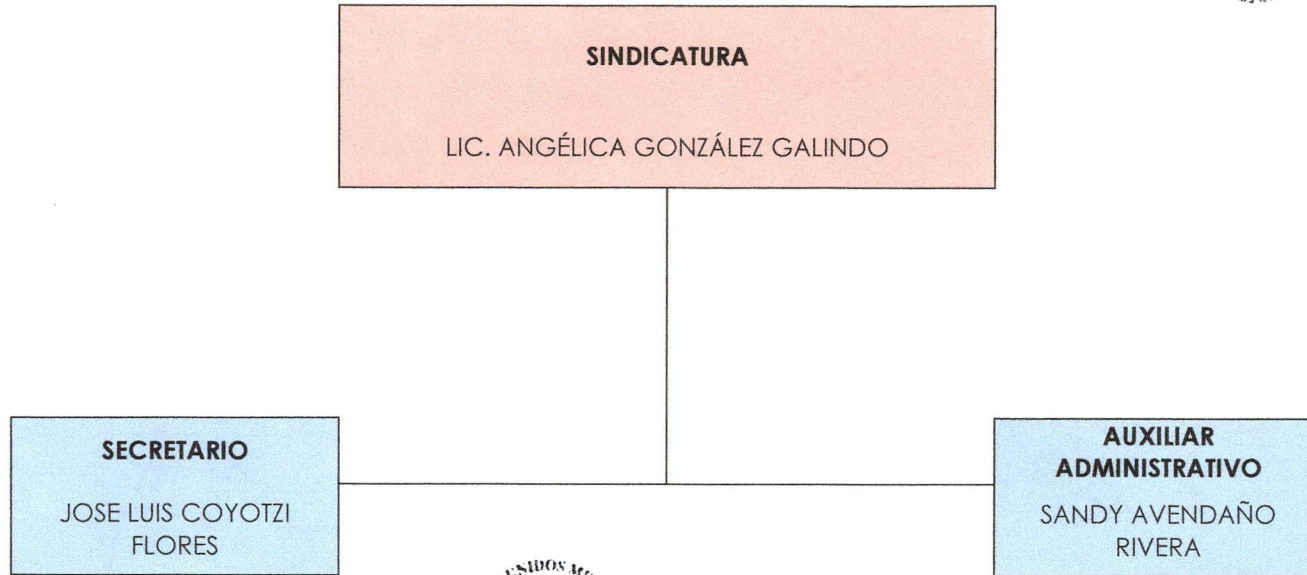 SINDICATURA
LIC. ANGÉLICA GONZÁLEZ GALINDO
SECRETARIO
JOSE LUIS COYOTZI
FLORES
AUXILIAR
ADMINISTRATIVO
SANDY AVENDAÑO
RIVERA